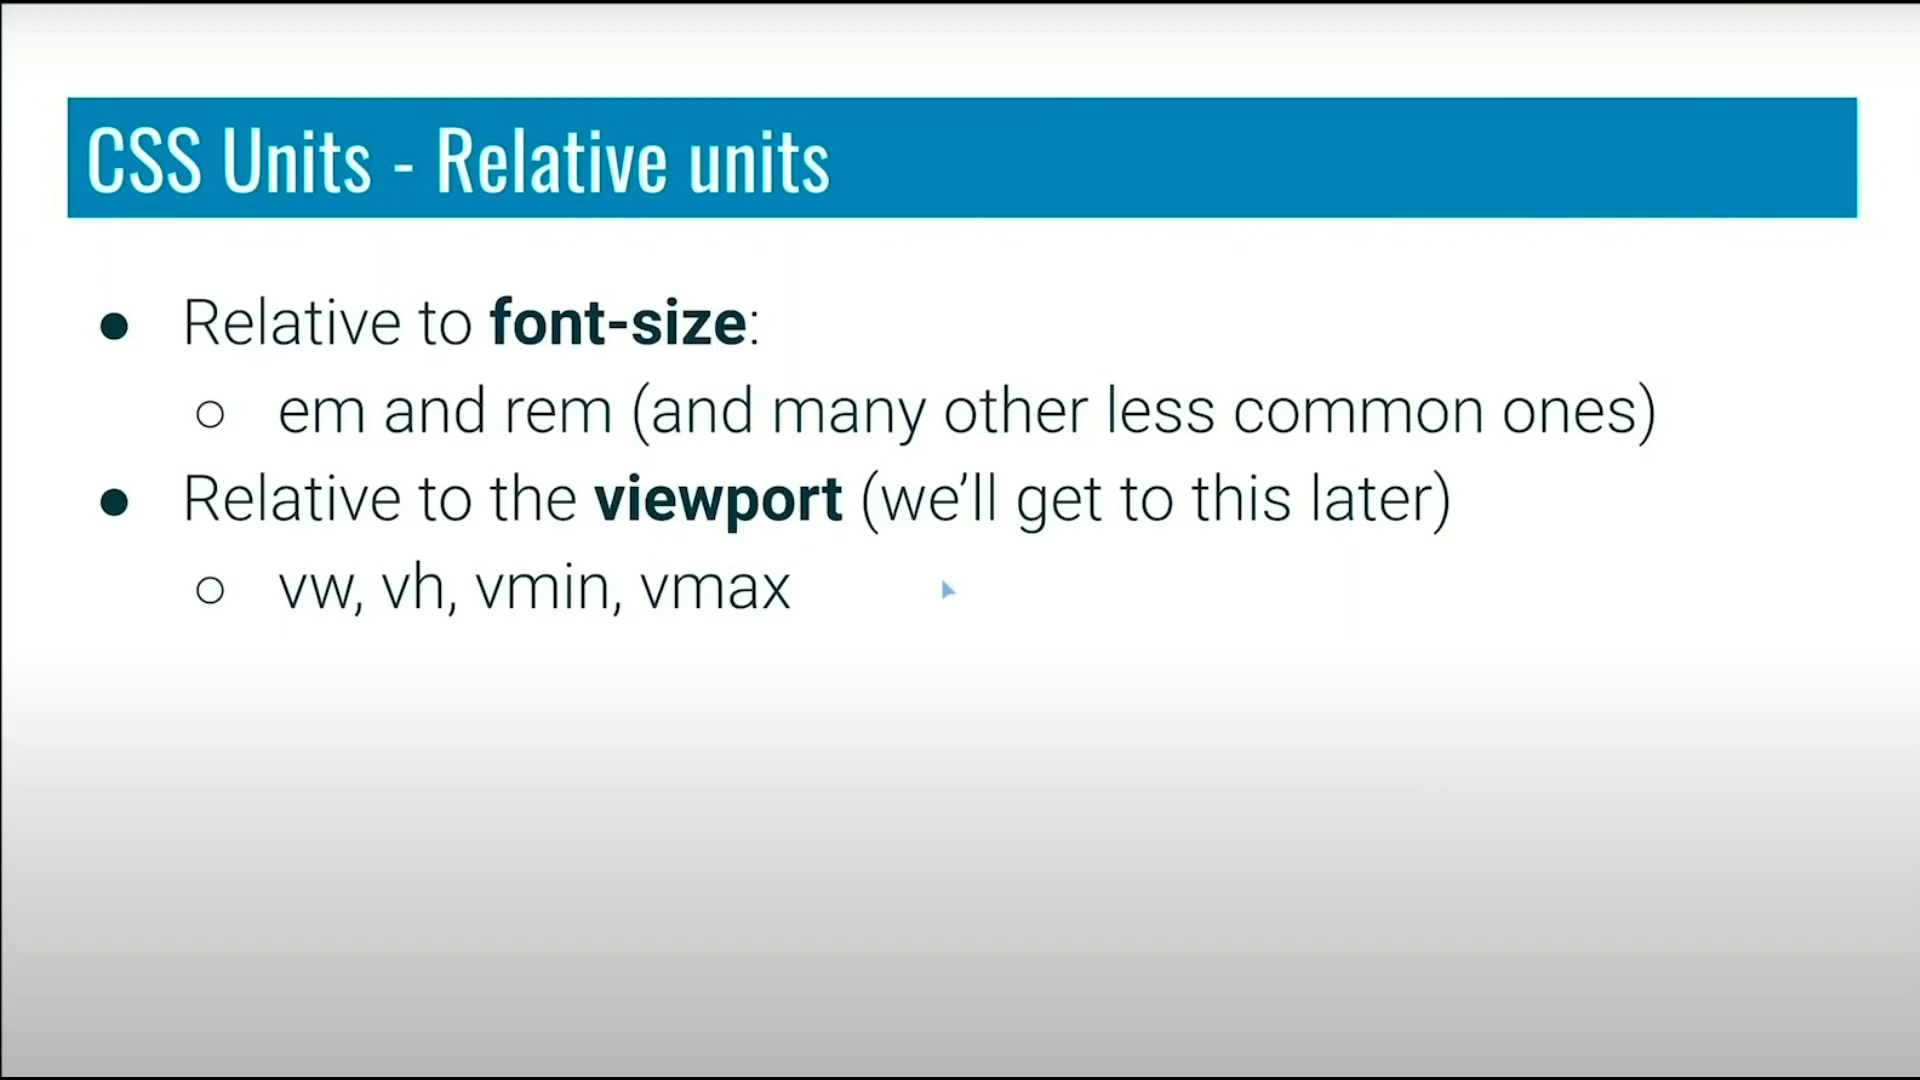 CSS Units - Relative units
● Relative to font-size:
○ em and rem (and many other less common ones)
● Relative to the viewport (we’ll get to this later)
○ vw, vh, vmin, vmax